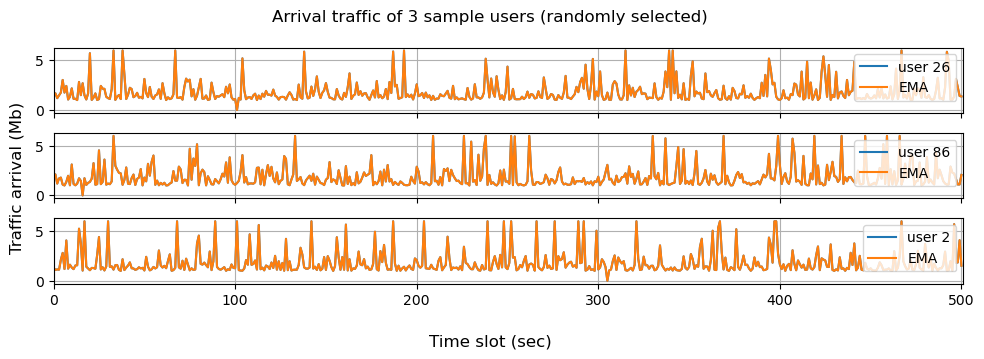 Arrival traffic of 3 sample users (randomly selected)
5
0
user 26
EMA
Traffic arrival (Mb)
5
0
user 86
EMA
5
0
user 2
EMA
0 100 200 300 400 500
Time slot (sec)